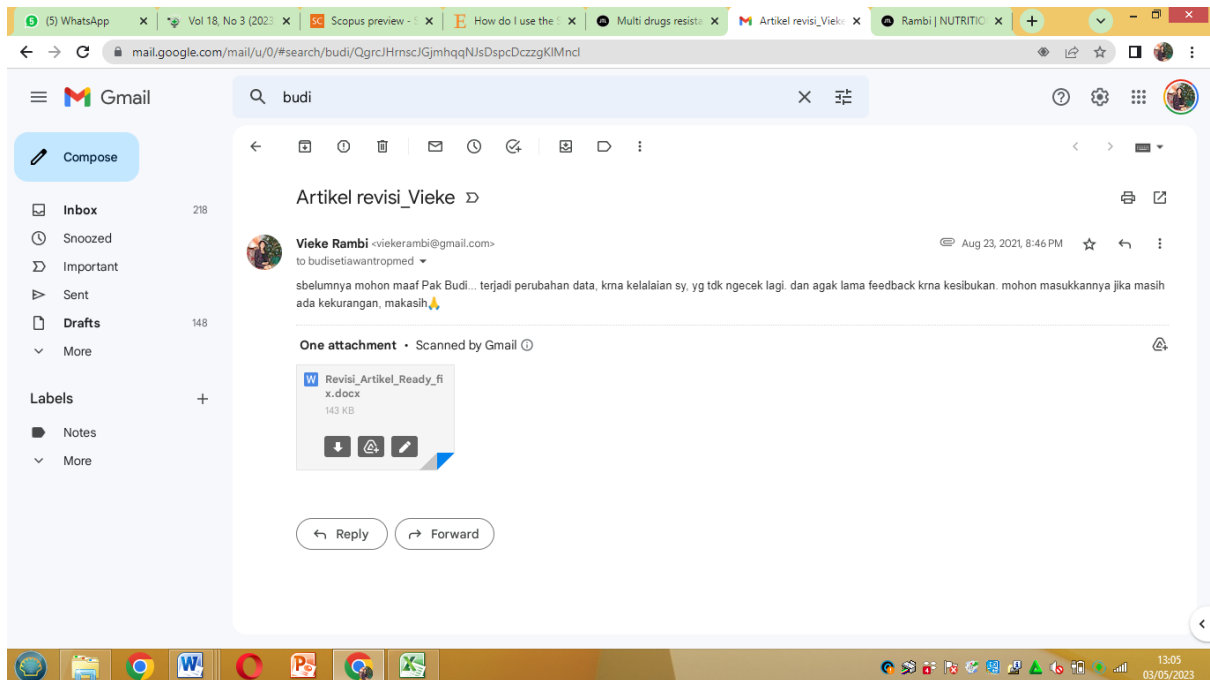 (5) WhatsApp
Vol 18, No 3 (2023
SC Scopus preview - S
E How do I use the S
Multi drugs resista
Artikel revisi_Vieke
Rambi | NUTRITIO
mail.google.com/mail/u/0/#search/budi/QgrcJHrnscJGjmhqqNJsDspcDczzgKlMncl
Gmail
budi
Compose
Inbox 218
Snoozed
Important
Sent
Drafts 148
More
Labels
Notes
More
Artikel revisi_Vieke
Vieke Rambi <viekerambi@gmail.com>
Aug 23, 2021, 8:46 PM
to budisetiawantropmed
sbelumnya mohon maaf Pak Budi... terjadi perubahan data, krna kelalaian sy, yg tdk ngecek lagi. dan agak lama feedback krna kesibukan. mohon masukkannya jika masih
ada kekurangan, makasih🙏
One attachment • Scanned by Gmail
W Revisi_Artikel_Ready_fi
x.docx
143 KB
Reply
Forward
13:05
03/05/2023